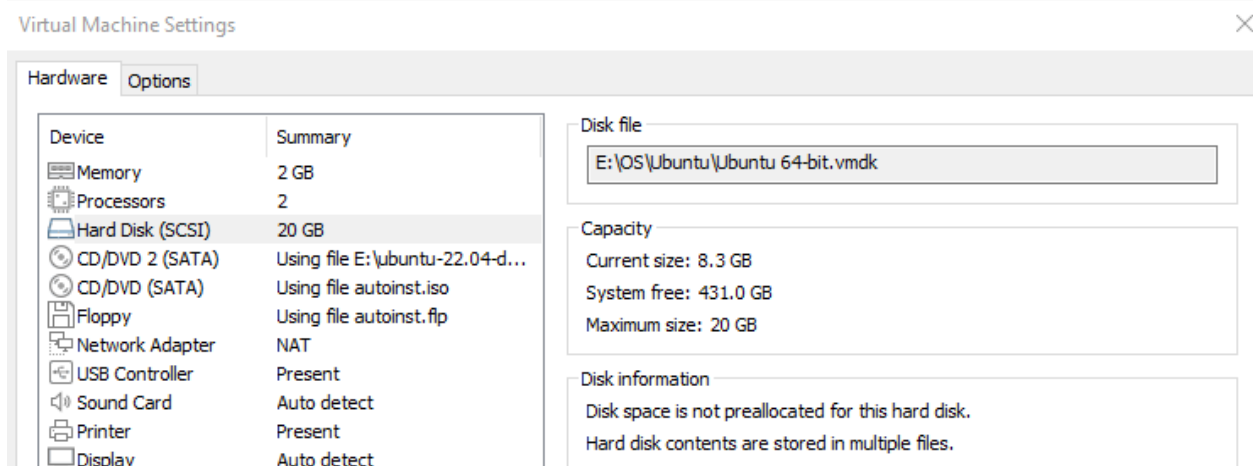 Virtual Machine Settings
Hardware Options
Device Summary
Memory 2 GB
Processors 2
Hard Disk (SCSI) 20 GB
CD/DVD 2 (SATA) Using file E:\ubuntu-22.04-d...
CD/DVD (SATA) Using file autoinst.iso
Floppy Using file autoinst.flp
Network Adapter NAT
USB Controller Present
Sound Card Auto detect
Printer Present
Display Auto detect
Disk file
E:\OS\Ubuntu\Ubuntu 64-bit.vmdk
Capacity
Current size: 8.3 GB
System free: 431.0 GB
Maximum size: 20 GB
Disk information
Disk space is not preallocated for this hard disk.
Hard disk contents are stored in multiple files.